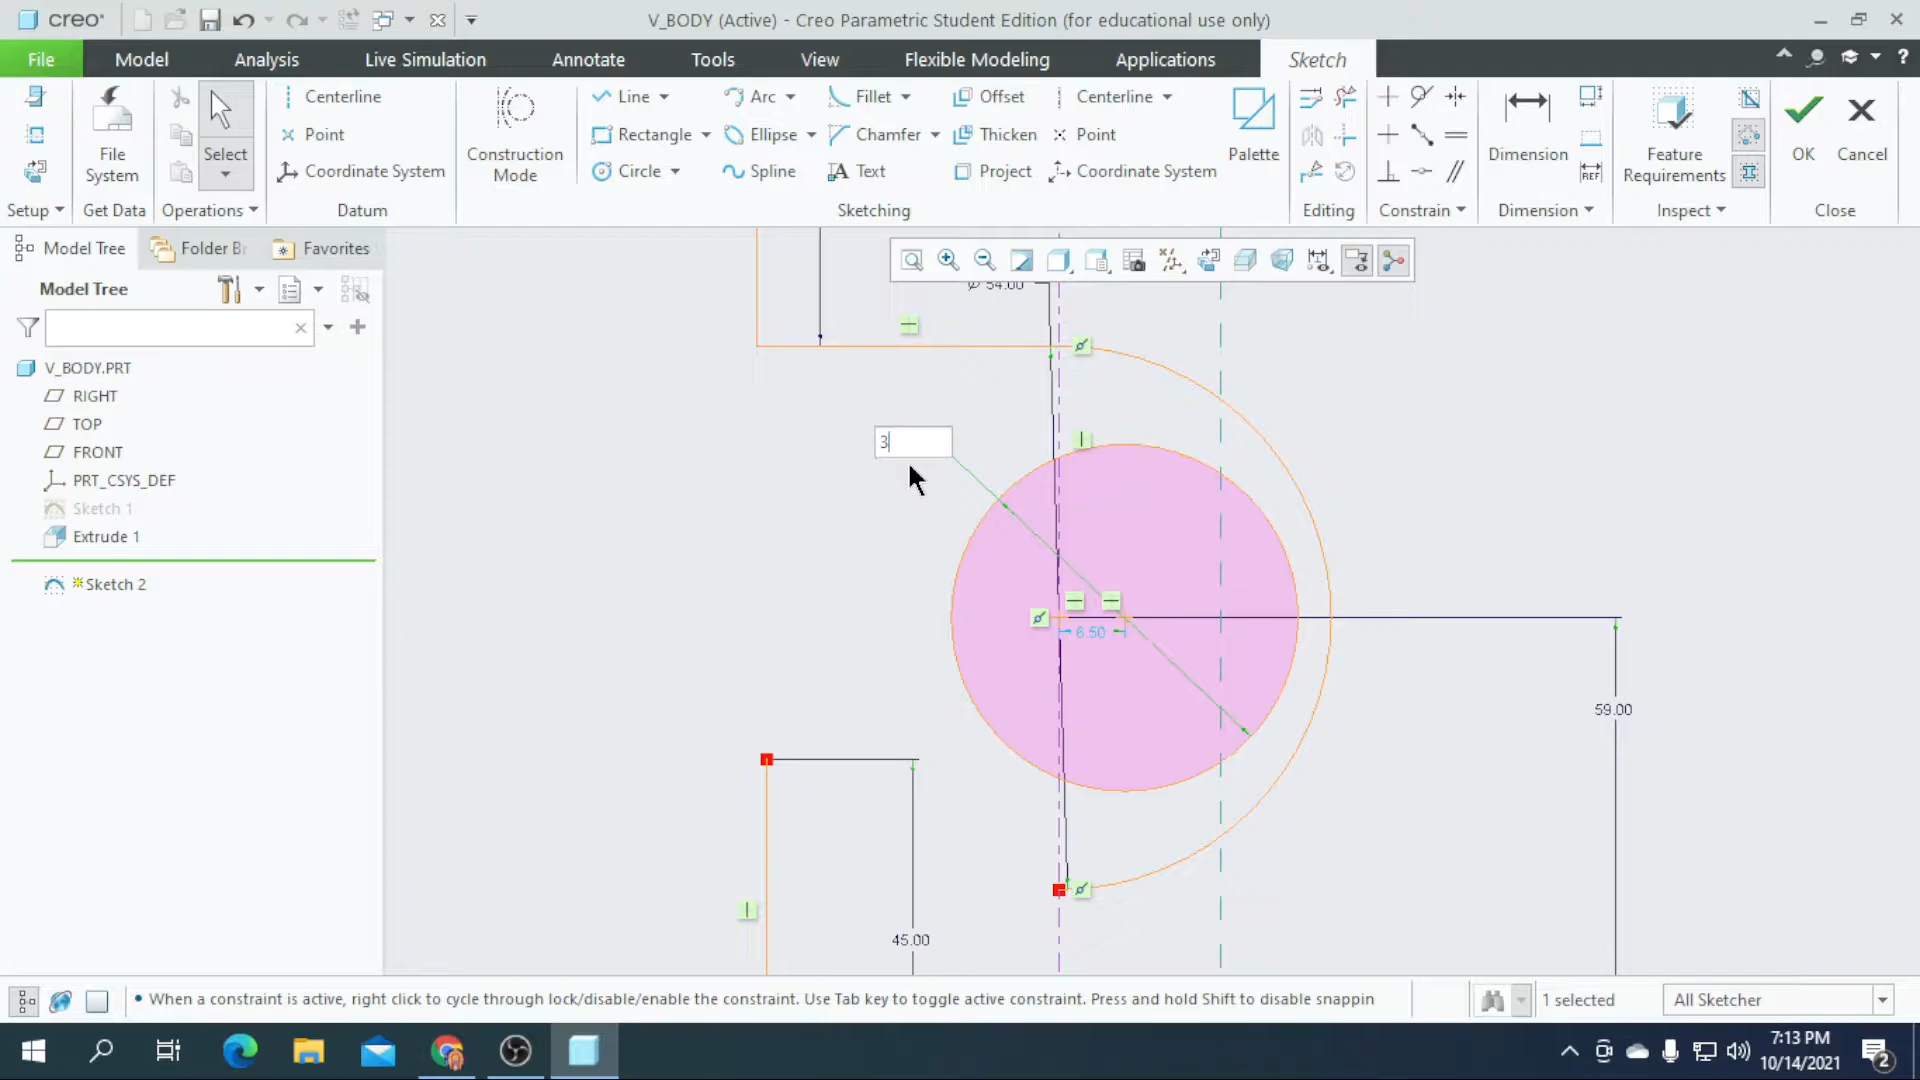 creo®
V_BODY (Active) - Creo Parametric Student Edition (for educational use only)
File
Model
Analysis
Live Simulation
Annotate
Tools
View
Flexible Modeling
Applications
Sketch
File
System
Select
Centerline
Point
Coordinate System
Construction
Mode
Line
Rectangle
Circle
Arc
Ellipse
Spline
Fillet
Chamfer
Text
Offset
Thicken
Project
Centerline
Point
Coordinate System
Palette
Dimension
REF
Feature
Requirements
OK
Cancel
Setup
Get Data
Operations
Datum
Sketching
Editing
Constrain
Dimension
Inspect
Close
Model Tree
Folder Br
Favorites
Model Tree
V_BODY.PRT
RIGHT
TOP
FRONT
PRT_CSYS_DEF
Sketch 1
Extrude 1
Sketch 2
Ø 54.00
3
6.50
59.00
45.00
• When a constraint is active, right click to cycle through lock/disable/enable the constraint. Use Tab key to toggle active constraint. Press and hold Shift to disable snappin
1 selected
All Sketcher
7:13 PM
10/14/2021
2